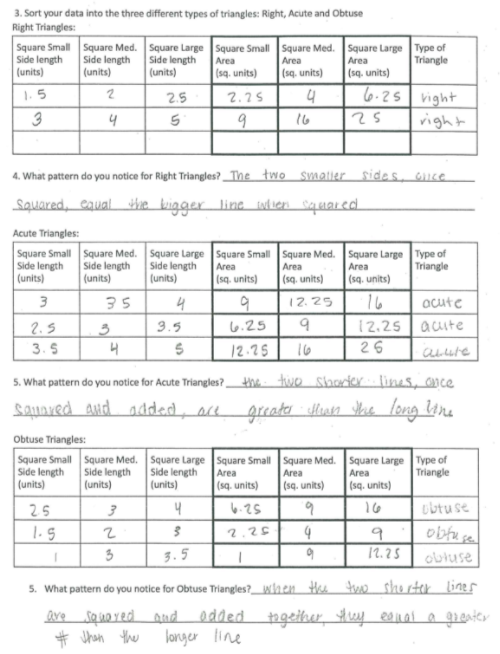 3. Sort your data into the three different types of triangles: Right, Acute and Obtuse
Right Triangles:
Square Small Side length (units) Square Med. Side length (units) Square Large Side length (units) Square Small Area (sq. units) Square Med. Area (sq. units) Square Large Area (sq. units) Type of Triangle
1.5 2 2.5 2.25 4 6.25 right
3 4 5 9 16 25 right
4. What pattern do you notice for Right Triangles? The two smaller sides, once
Squared, equal the bigger line when squared
Acute Triangles:
Square Small Side length (units) Square Med. Side length (units) Square Large Side length (units) Square Small Area (sq. units) Square Med. Area (sq. units) Square Large Area (sq. units) Type of Triangle
3 35 4 9 12.25 16 acute
2.5 3 3.5 6.25 9 12.25 acute
3.5 4 5 12.25 16 25 acute
5. What pattern do you notice for Acute Triangles? the two shorter lines, once
squared and added, are greater than the long line
Obtuse Triangles:
Square Small Side length (units) Square Med. Side length (units) Square Large Side length (units) Square Small Area (sq. units) Square Med. Area (sq. units) Square Large Area (sq. units) Type of Triangle
25 3 4 6.25 9 16 obtuse
1.5 2 3 2.25 4 9 obtuse
1 3 3.5 1 9 12.25 obtuse
5. What pattern do you notice for Obtuse Triangles? when the two shorter lines
are squared and added together, they equal a greater
# than the longer line